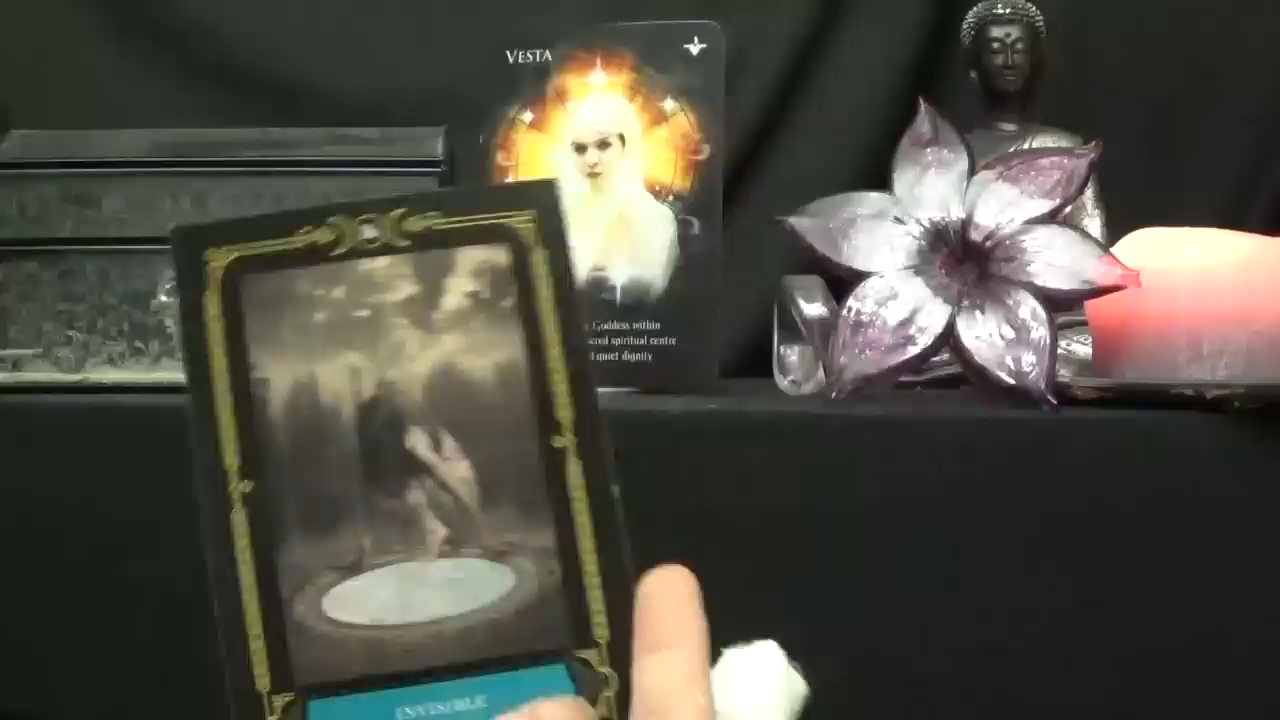 VESTA
Goddess within
sacred spiritual centre
quiet dignity
INVISIBLE